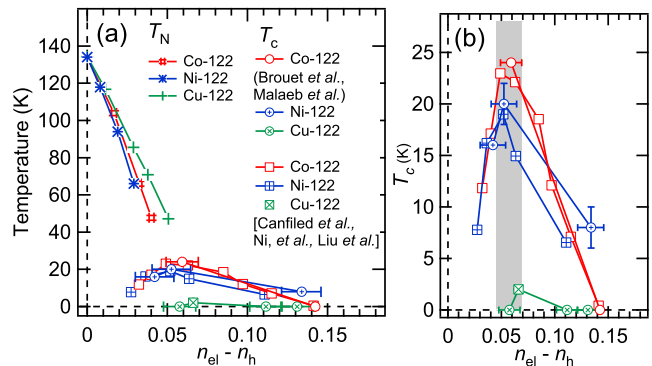 (a)
T_N
T_c
Co-122
Ni-122
Cu-122
Co-122
(Brouet et al.,
Malaeb et al.)
Ni-122
Cu-122
Co-122
Ni-122
Cu-122
[Canfiled et al.,
Ni, et al., Liu et al.]
Temperature (K)
140
120
100
80
60
40
20
0
0
0.05
0.10
0.15
n_el - n_h
(b)
T_c (K)
25
20
15
10
5
0
0
0.05
0.10
0.15
n_el - n_h